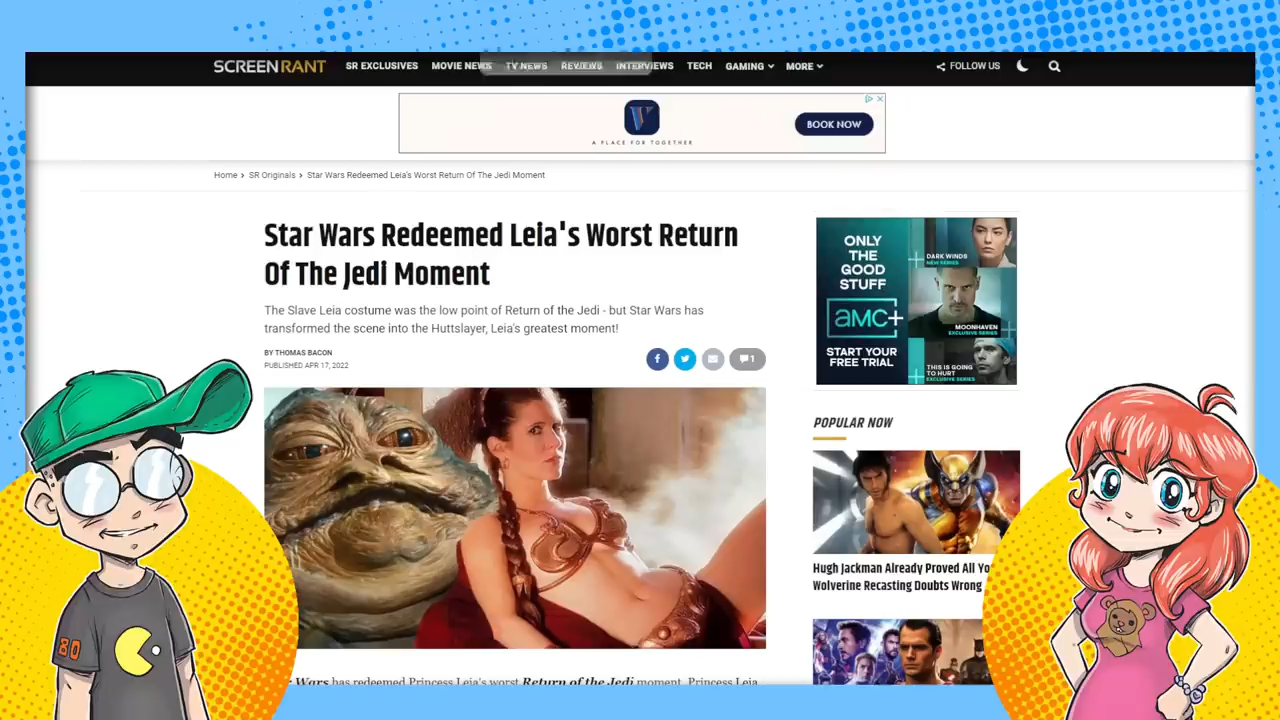 SCREENRANT
SR EXCLUSIVES MOVIE NEWS TV NEWS REVIEWS INTERVIEWS TECH GAMING MORE FOLLOW US
A PLACE FOR TOGETHER
BOOK NOW
Home > SR Originals > Star Wars Redeemed Leia's Worst Return Of The Jedi Moment
Star Wars Redeemed Leia's Worst Return
Of The Jedi Moment
The Slave Leia costume was the low point of Return of the Jedi - but Star Wars has
transformed the scene into the Huttslayer, Leia's greatest moment!
BY THOMAS BACON
PUBLISHED APR 17, 2022
1
ONLY
THE
GOOD
STUFF
aMC+
START YOUR
FREE TRIAL
DARK WINDS
NEW SERIES
MOONHAVEN
EXCLUSIVE SERIES
THIS IS GOING
TO HURT
EXCLUSIVE SERIES
POPULAR NOW
Hugh Jackman Already Proved All Yo
Wolverine Recasting Doubts Wrong
Wars has redeemed Princess Leia's worst Return of the Jedi moment. Princess Leia
80